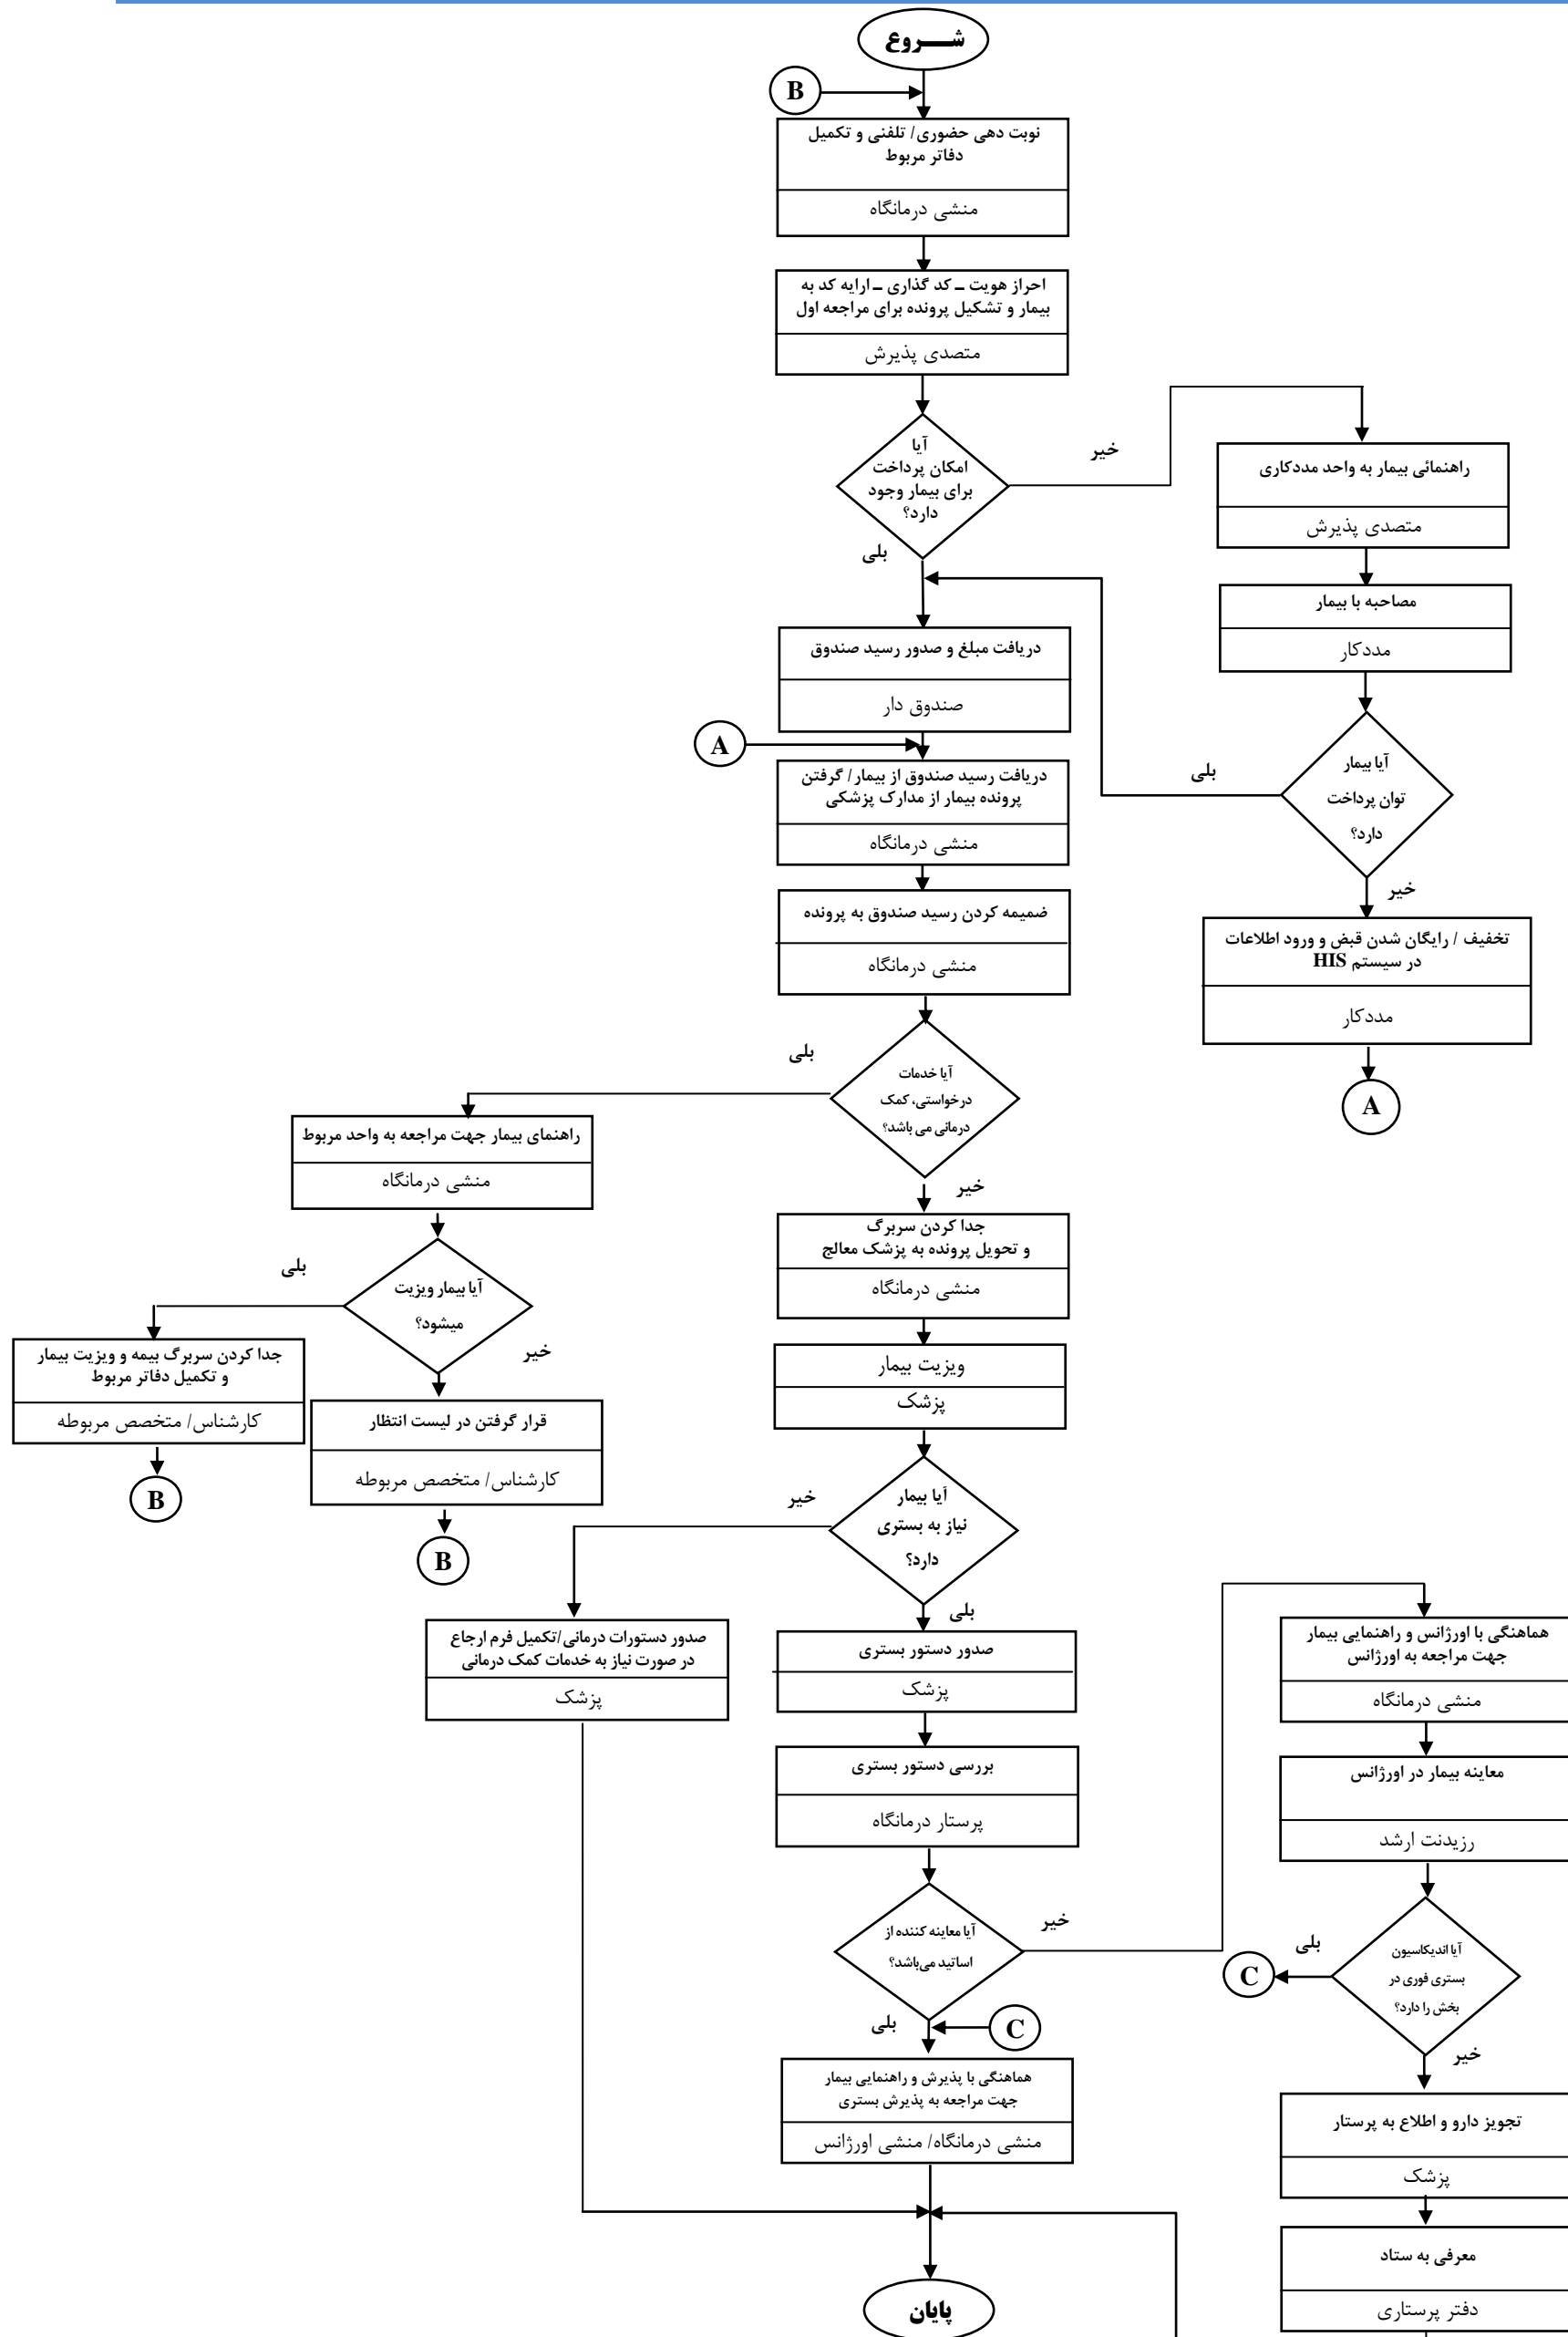 شـــروع
B
نوبت دهی حضوری/ تلفنی و تکمیل
دفاتر مربوط
منشی درمانگاه
احراز هویت ـ کد گذاری ـ ارایه کد به
بیمار و تشکیل پرونده برای مراجعه اول
متصدی پذیرش
آیا
امکان پرداخت
برای بیمار وجود
دارد؟
خیر
بلی
راهنمائی بیمار به واحد مددکاری
متصدی پذیرش
مصاحبه با بیمار
مددکار
آیا بیمار
توان پرداخت
دارد؟
بلی
خیر
تخفیف / رایگان شدن قبض و ورود اطلاعات
در سیستم HIS
مددکار
A
دریافت مبلغ و صدور رسید صندوق
صندوق دار
A
دریافت رسید صندوق از بیمار/ گرفتن
پرونده بیمار از مدارک پزشکی
منشی درمانگاه
ضمیمه کردن رسید صندوق به پرونده
منشی درمانگاه
آیا خدمات
درخواستی، کمک
درمانی می باشد؟
بلی
خیر
راهنمای بیمار جهت مراجعه به واحد مربوط
منشی درمانگاه
آیا بیمار ویزیت
میشود؟
بلی
خیر
جدا کردن سربرگ بیمه و ویزیت بیمار
و تکمیل دفاتر مربوط
کارشناس/ متخصص مربوطه
B
قرار گرفتن در لیست انتظار
کارشناس/ متخصص مربوطه
B
جدا کردن سربرگ
و تحویل پرونده به پزشک معالج
منشی درمانگاه
ویزیت بیمار
پزشک
آیا بیمار
نیاز به بستری
دارد؟
خیر
بلی
صدور دستورات درمانی/تکمیل فرم ارجاع
در صورت نیاز به خدمات کمک درمانی
پزشک
صدور دستور بستری
پزشک
بررسی دستور بستری
پرستار درمانگاه
آیا معاینه کننده از
اساتید می‌باشد؟
خیر
بلی
C
هماهنگی با اورژانس و راهنمایی بیمار
جهت مراجعه به اورژانس
منشی درمانگاه
معاینه بیمار در اورژانس
رزیدنت ارشد
آیا اندیکاسیون
بستری فوری در
بخش را دارد؟
بلی
C
خیر
تجویز دارو و اطلاع به پرستار
پزشک
معرفی به ستاد
دفتر پرستاری
هماهنگی با پذیرش و راهنمایی بیمار
جهت مراجعه به پذیرش بستری
منشی درمانگاه/ منشی اورژانس
پایان